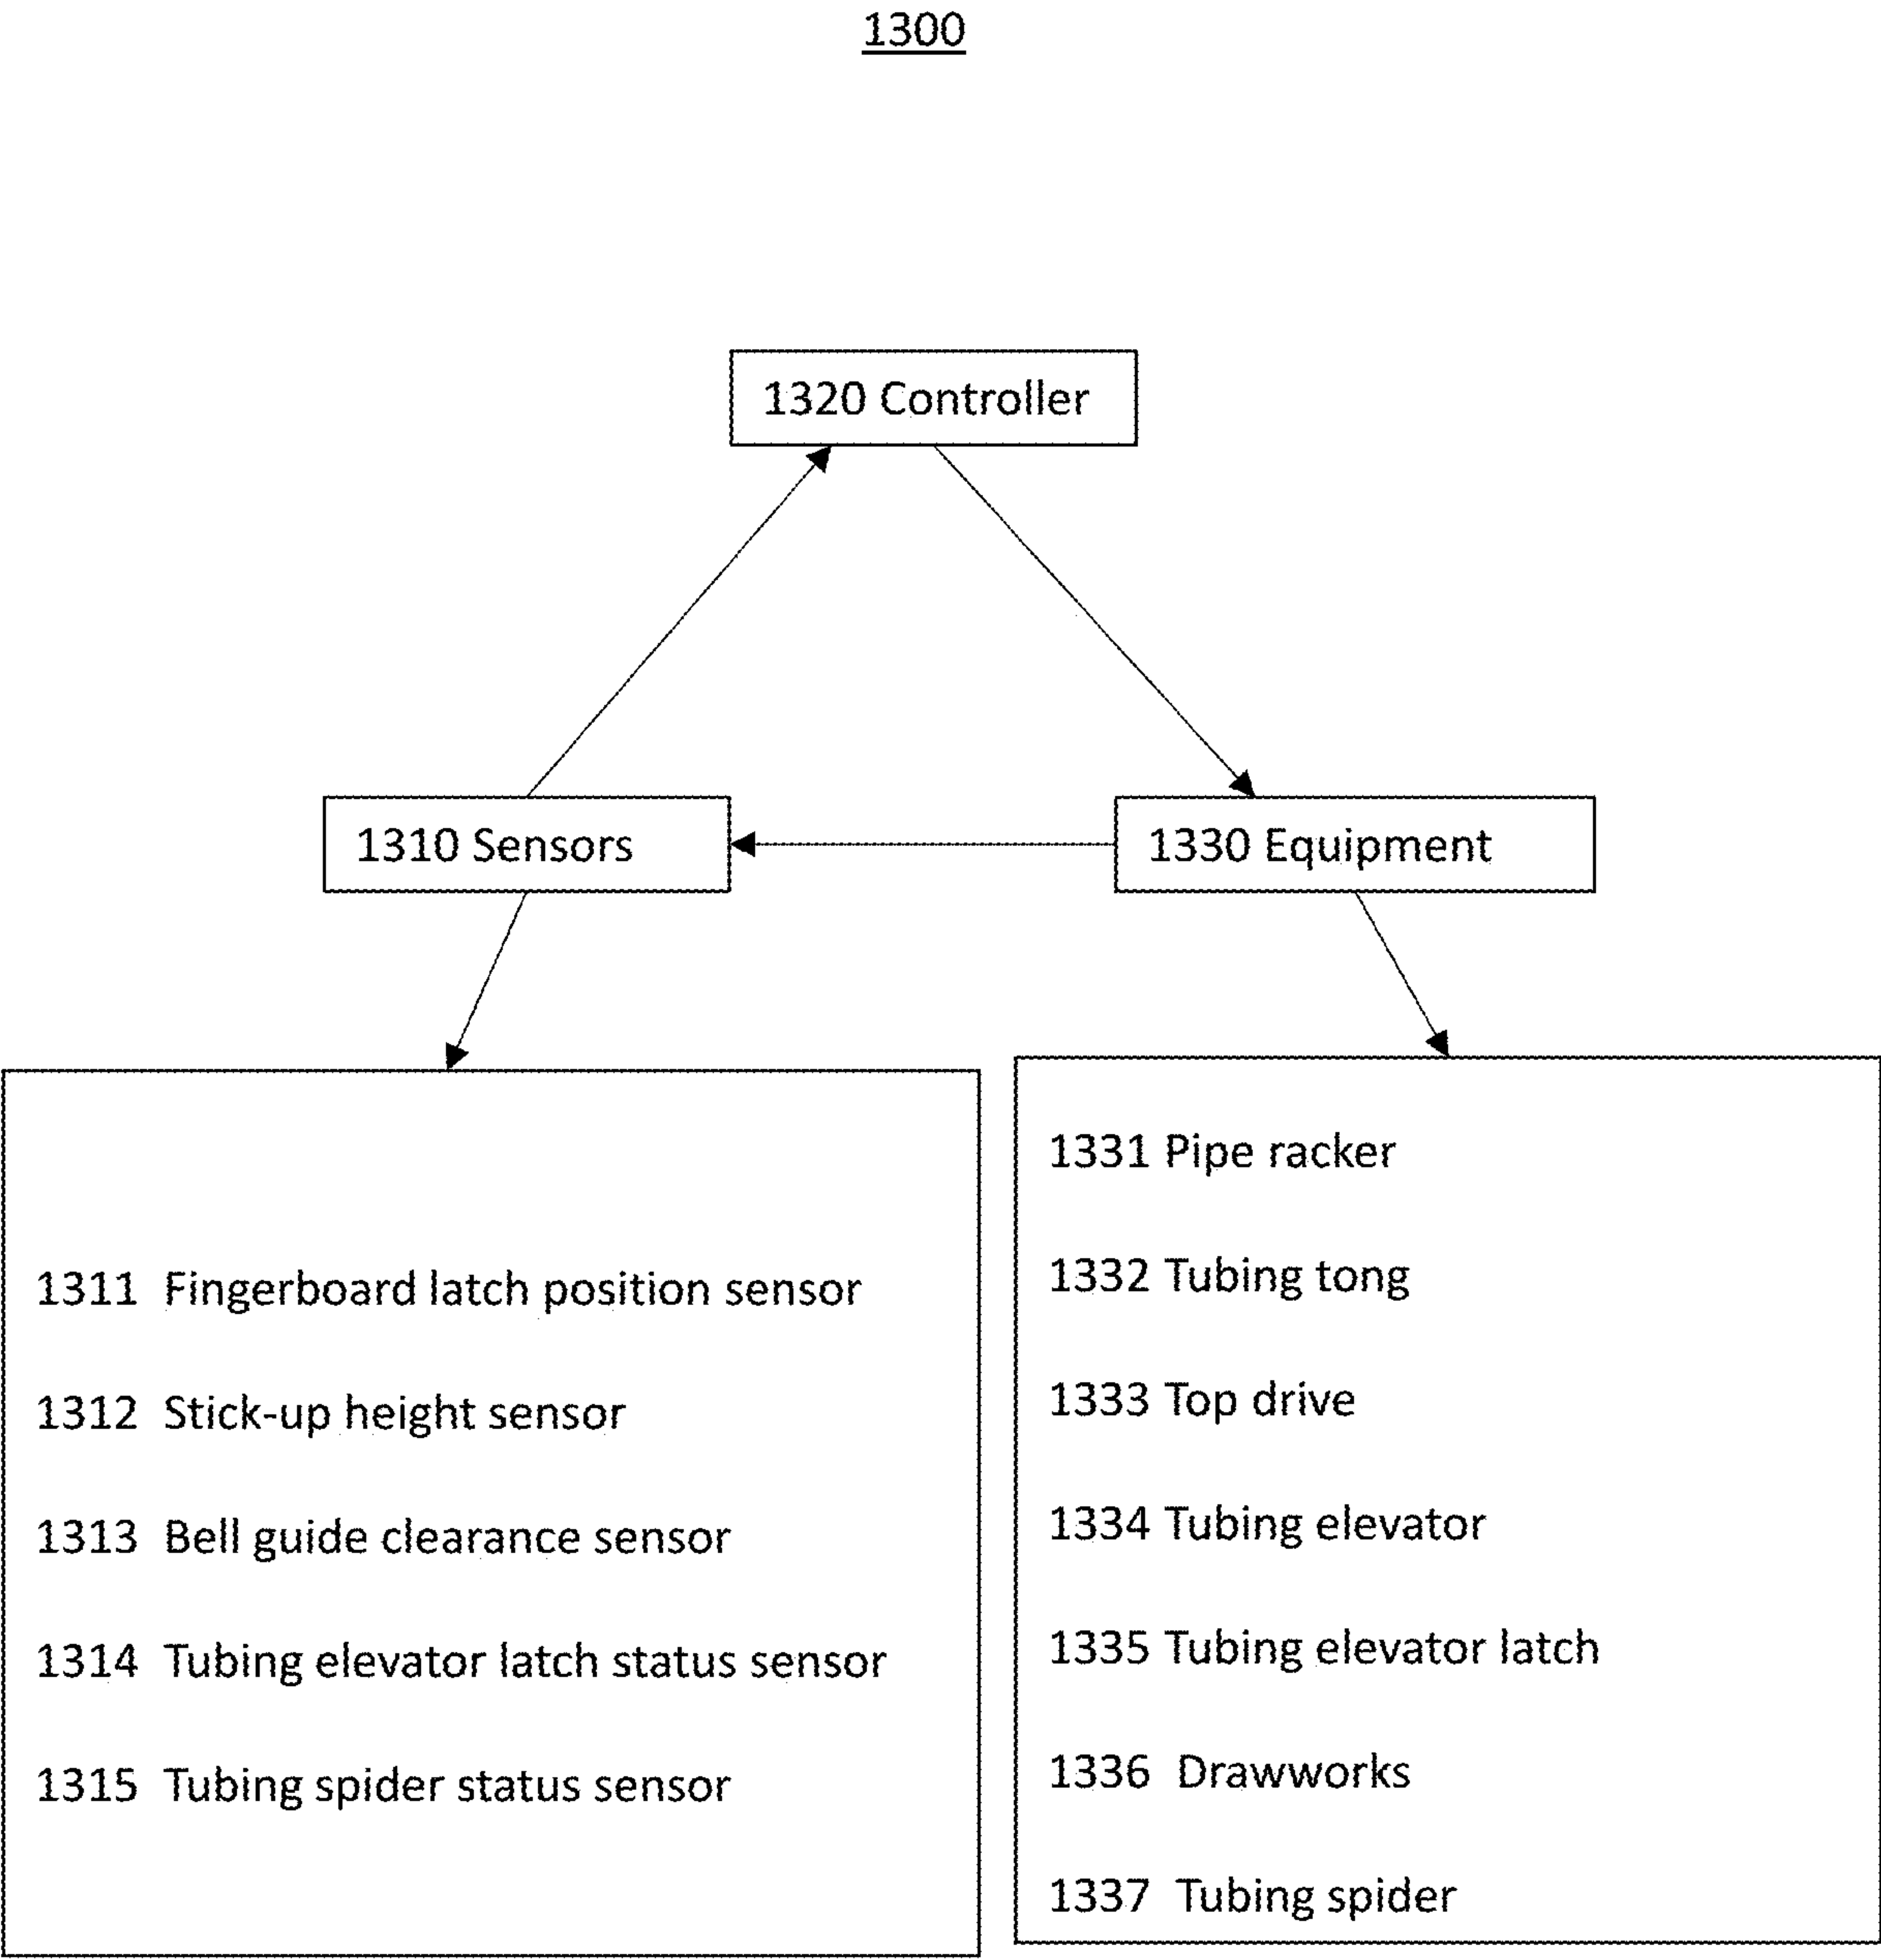 1300
1320 Controller
1310 Sensors
1330 Equipment
1311 Fingerboard latch position sensor
1312 Stick-up height sensor
1313 Bell guide clearance sensor
1314 Tubing elevator latch status sensor
1315 Tubing spider status sensor
1331 Pipe racker
1332 Tubing tong
1333 Top drive
1334 Tubing elevator
1335 Tubing elevator latch
1336 Drawworks
1337 Tubing spider